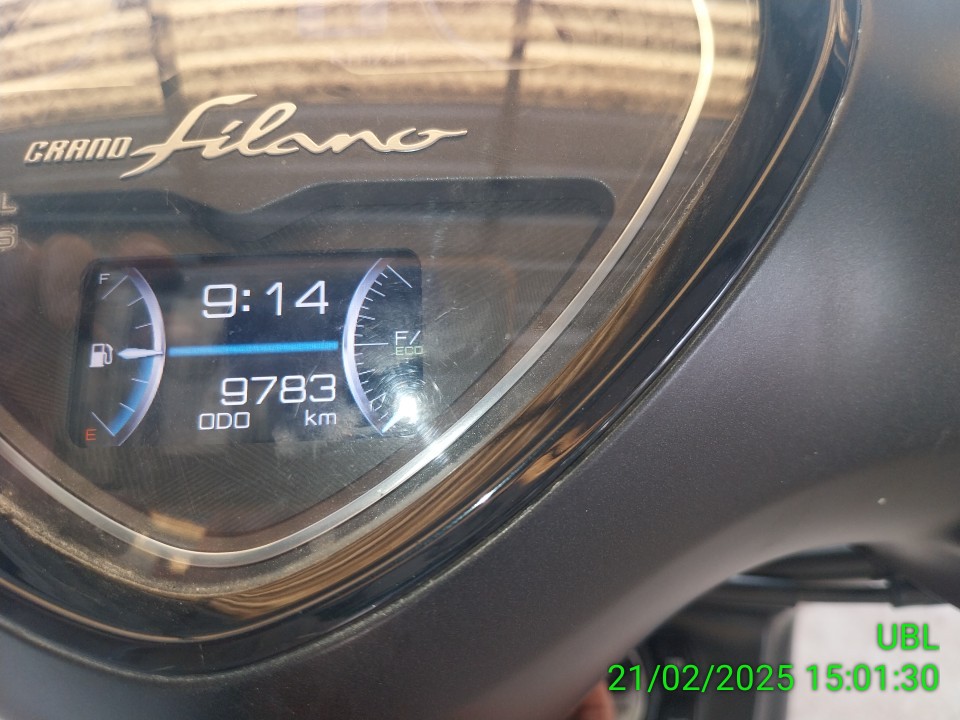 GRAND Filano
F
9:14
F/
ECO
9783
ODO km
E
UBL
21/02/2025 15:01:30